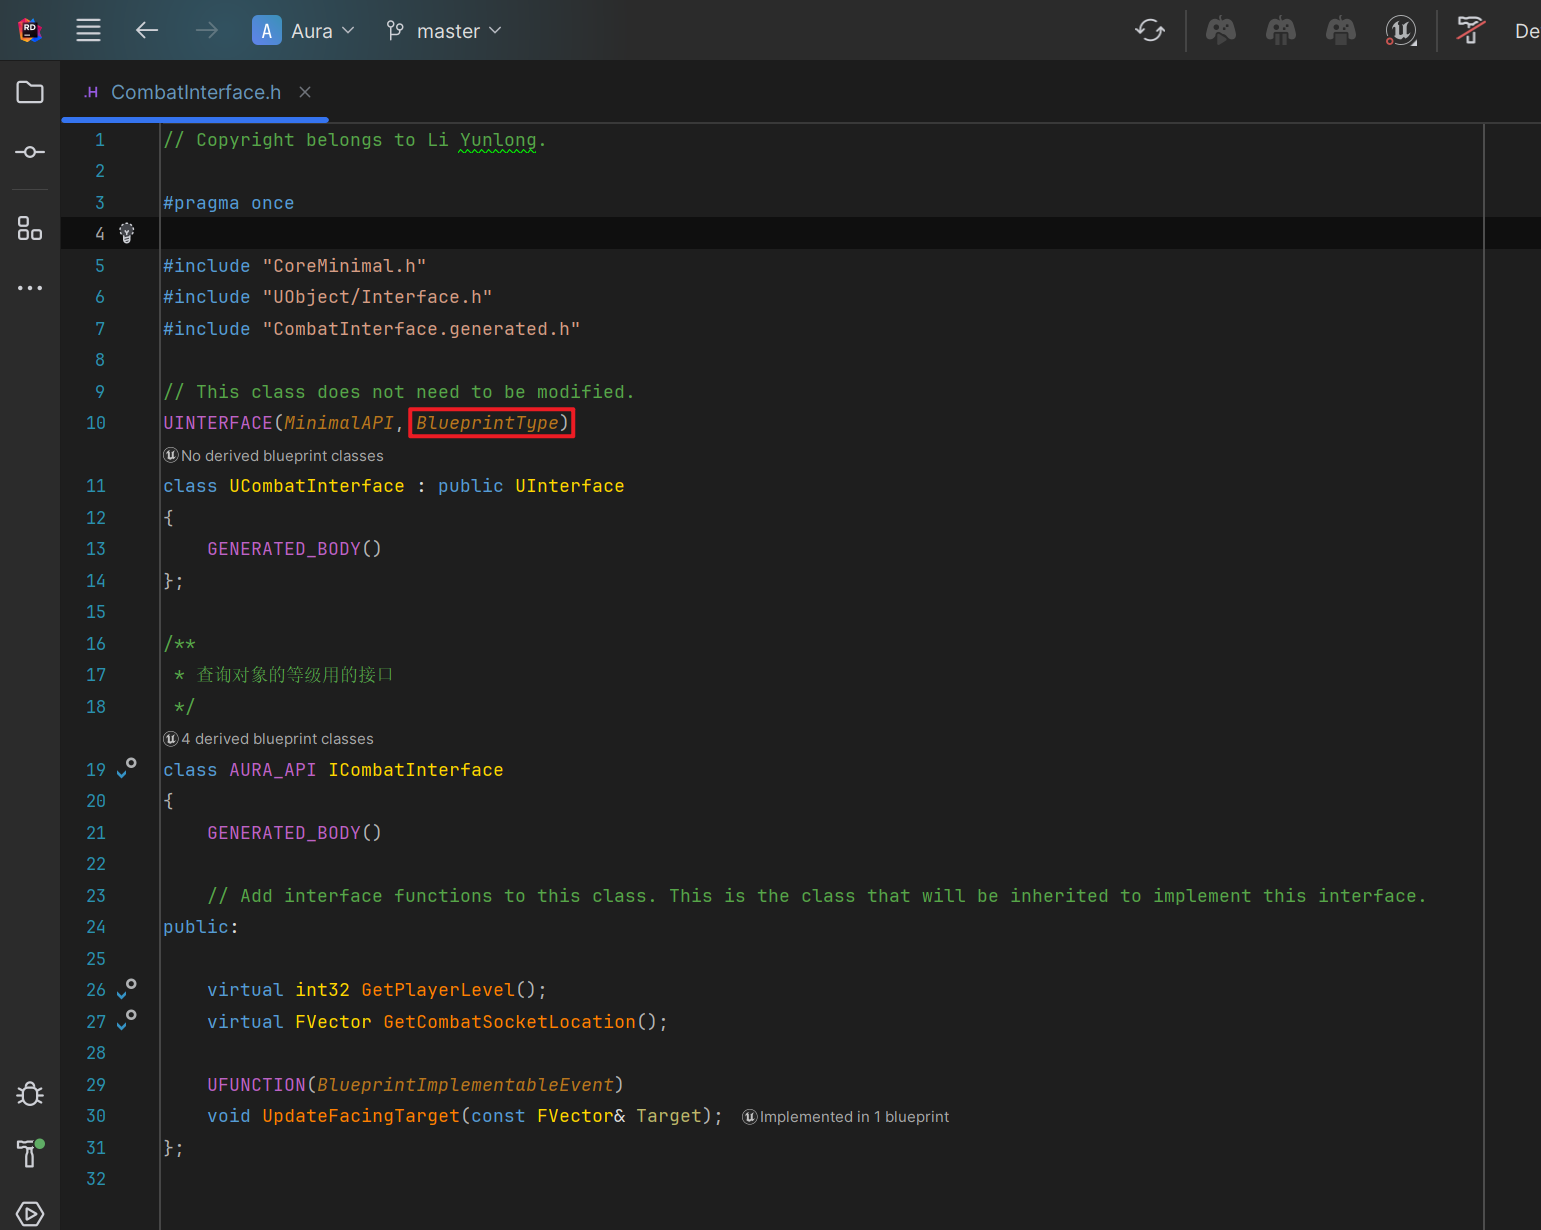 RD
A Aura master
U
De
.H CombatInterface.h
1 // Copyright belongs to Li Yunlong.
2
3 #pragma once
4
5 #include "CoreMinimal.h"
6 #include "UObject/Interface.h"
7 #include "CombatInterface.generated.h"
8
9 // This class does not need to be modified.
10 UINTERFACE(MinimalAPI, BlueprintType)
No derived blueprint classes
11 class UCombatInterface : public UInterface
12 {
13 GENERATED_BODY()
14 };
15
16 /**
17 * 查询对象的等级用的接口
18 */
4 derived blueprint classes
19 class AURA_API ICombatInterface
20 {
21 GENERATED_BODY()
22
23 // Add interface functions to this class. This is the class that will be inherited to implement this interface.
24 public:
25
26 virtual int32 GetPlayerLevel();
27 virtual FVector GetCombatSocketLocation();
28
29 UFUNCTION(BlueprintImplementableEvent)
30 void UpdateFacingTarget(const FVector& Target); Implemented in 1 blueprint
31 };
32